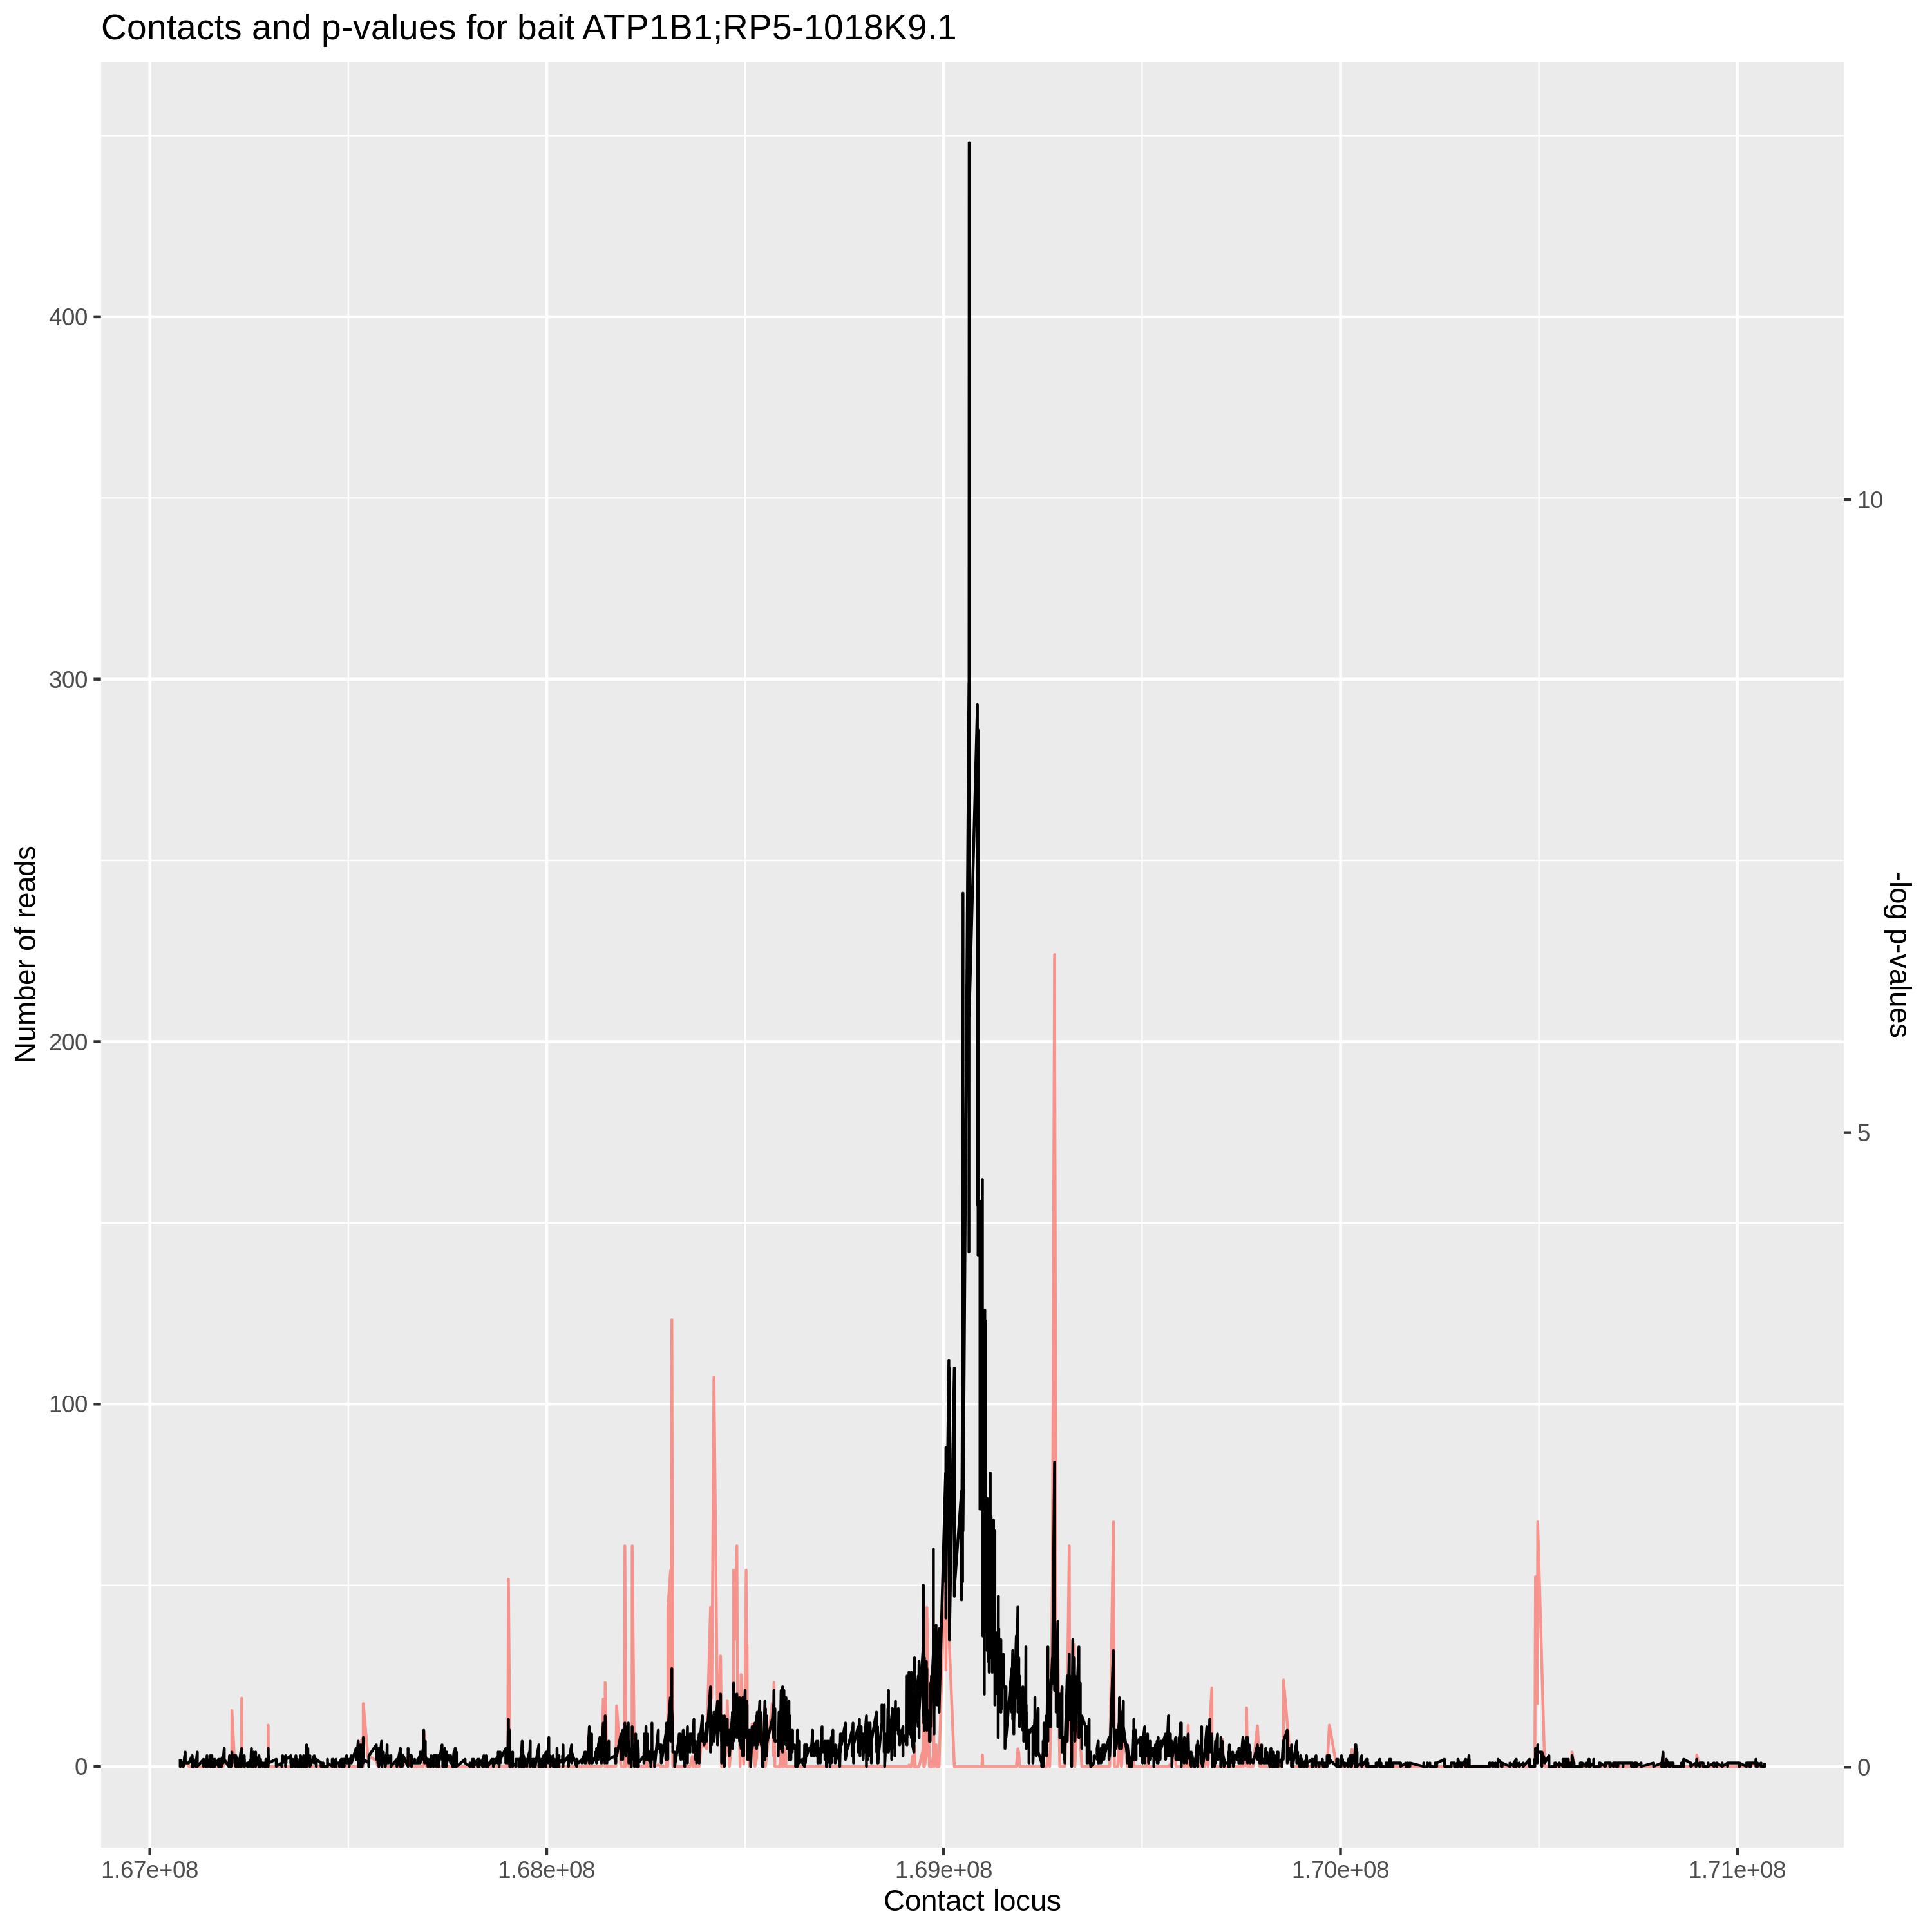 Contacts and p-values for bait ATP1B1;RP5-1018K9.1
400
300
200
100
0
Number of reads
10
5
0
-log p-values
1.67e+08
1.68e+08
1.69e+08
1.70e+08
1.71e+08
Contact locus